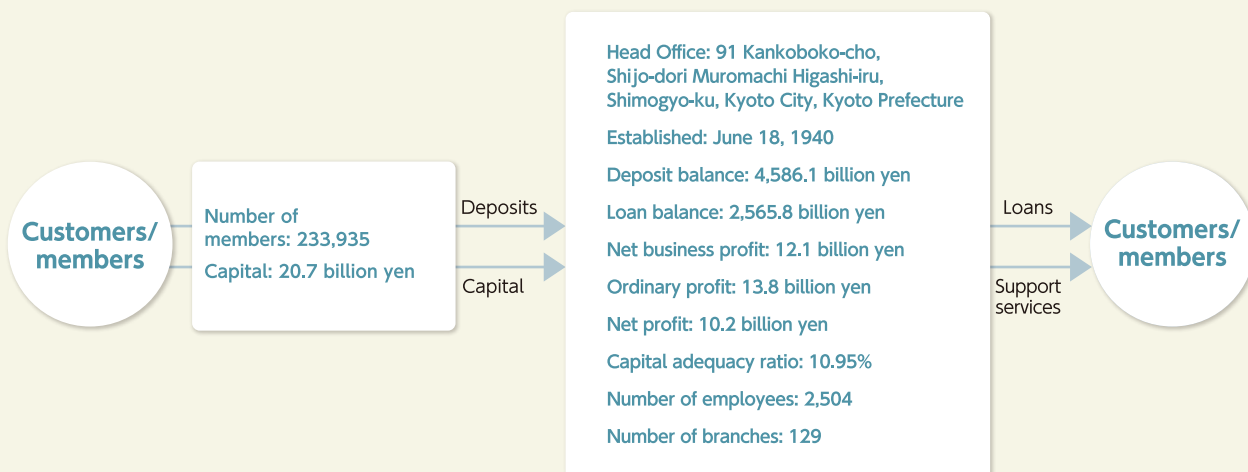 Customers/
members
Number of
members: 233,935
Capital: 20.7 billion yen
Deposits
Capital
Head Office: 91 Kankoboko-cho,
Shijo-dori Muromachi Higashi-iru,
Shimogyo-ku, Kyoto City, Kyoto Prefecture
Established: June 18, 1940
Deposit balance: 4,586.1 billion yen
Loan balance: 2,565.8 billion yen
Net business profit: 12.1 billion yen
Ordinary profit: 13.8 billion yen
Net profit: 10.2 billion yen
Capital adequacy ratio: 10.95%
Number of employees: 2,504
Number of branches: 129
Loans
Support
services
Customers/
members